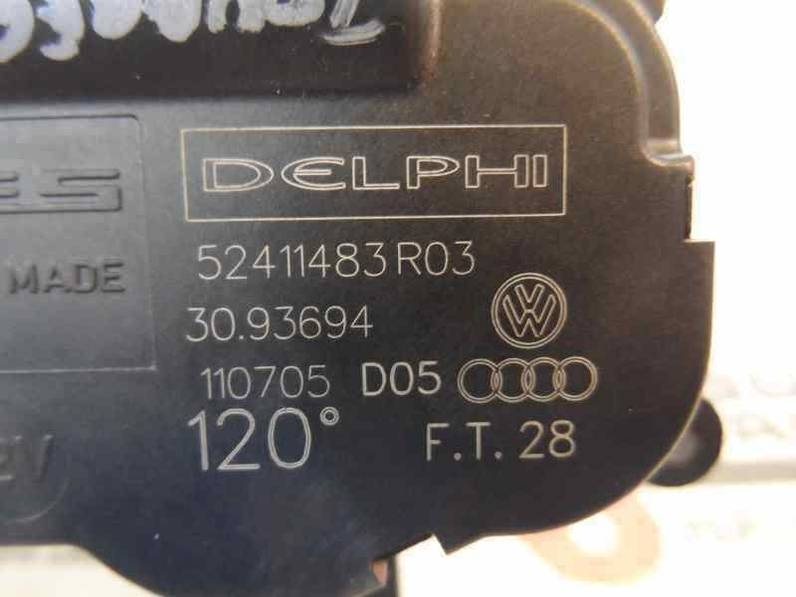 DELPHI
52411483R03
MADE
30.93694
110705 D05
120° F.T. 28